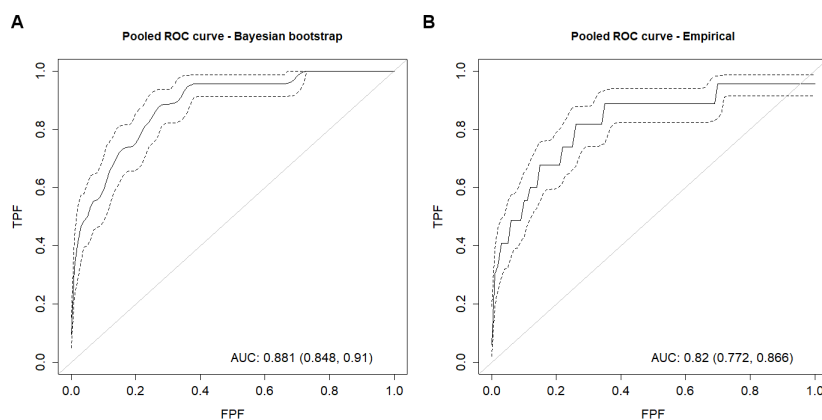 A
Pooled ROC curve - Bayesian bootstrap
TPF
1.0
0.8
0.6
0.4
0.2
0.0
AUC: 0.881 (0.848, 0.91)
0.0 0.2 0.4 0.6 0.8 1.0
FPF
B
Pooled ROC curve - Empirical
TPF
1.0
0.8
0.6
0.4
0.2
0.0
AUC: 0.82 (0.772, 0.866)
0.0 0.2 0.4 0.6 0.8 1.0
FPF